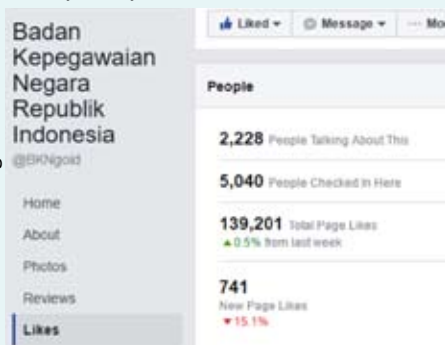 Badan
Kepegawaian
Negara
Republik
Indonesia
@BKNgoid
Home
About
Photos
Reviews
Likes
Liked
Message
Mo
People
2,228 People Talking About This
5,040 People Checked In Here
139,201 Total Page Likes
▲0.5% from last week
741
New Page Likes
▼15.1%